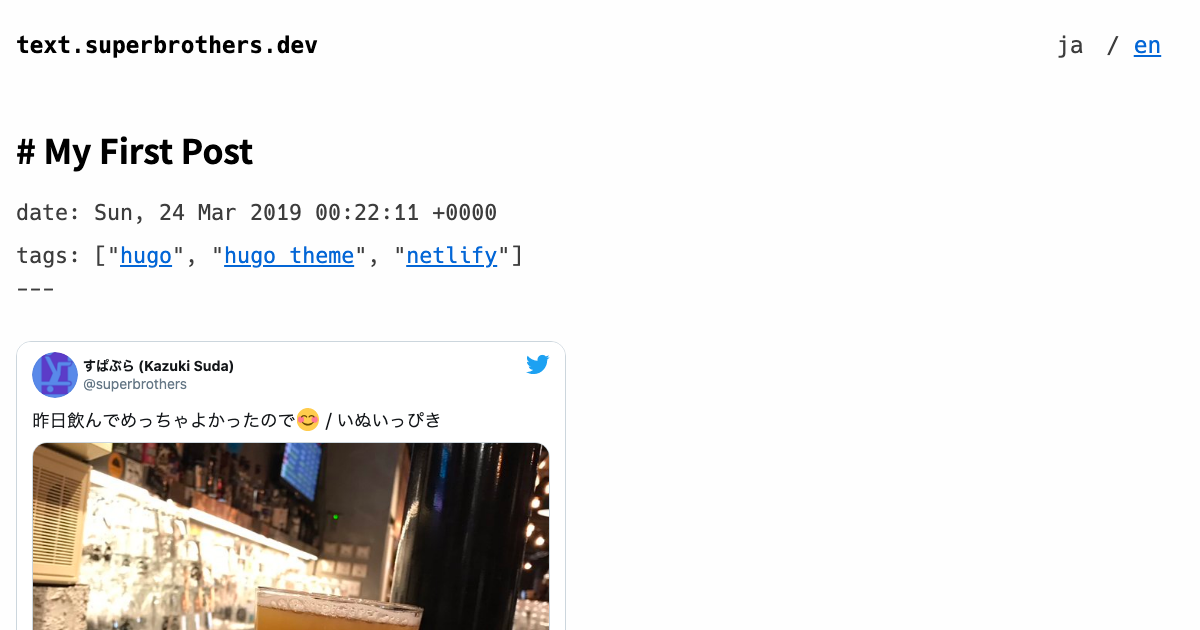 text.superbrothers.dev
ja / en
# My First Post
date: Sun, 24 Mar 2019 00:22:11 +0000
tags: ["hugo", "hugo theme", "netlify"]
---
すぱぶら (Kazuki Suda)
@superbrothers
昨日飲んでめっちゃよかったので😊 / いぬいっぴき